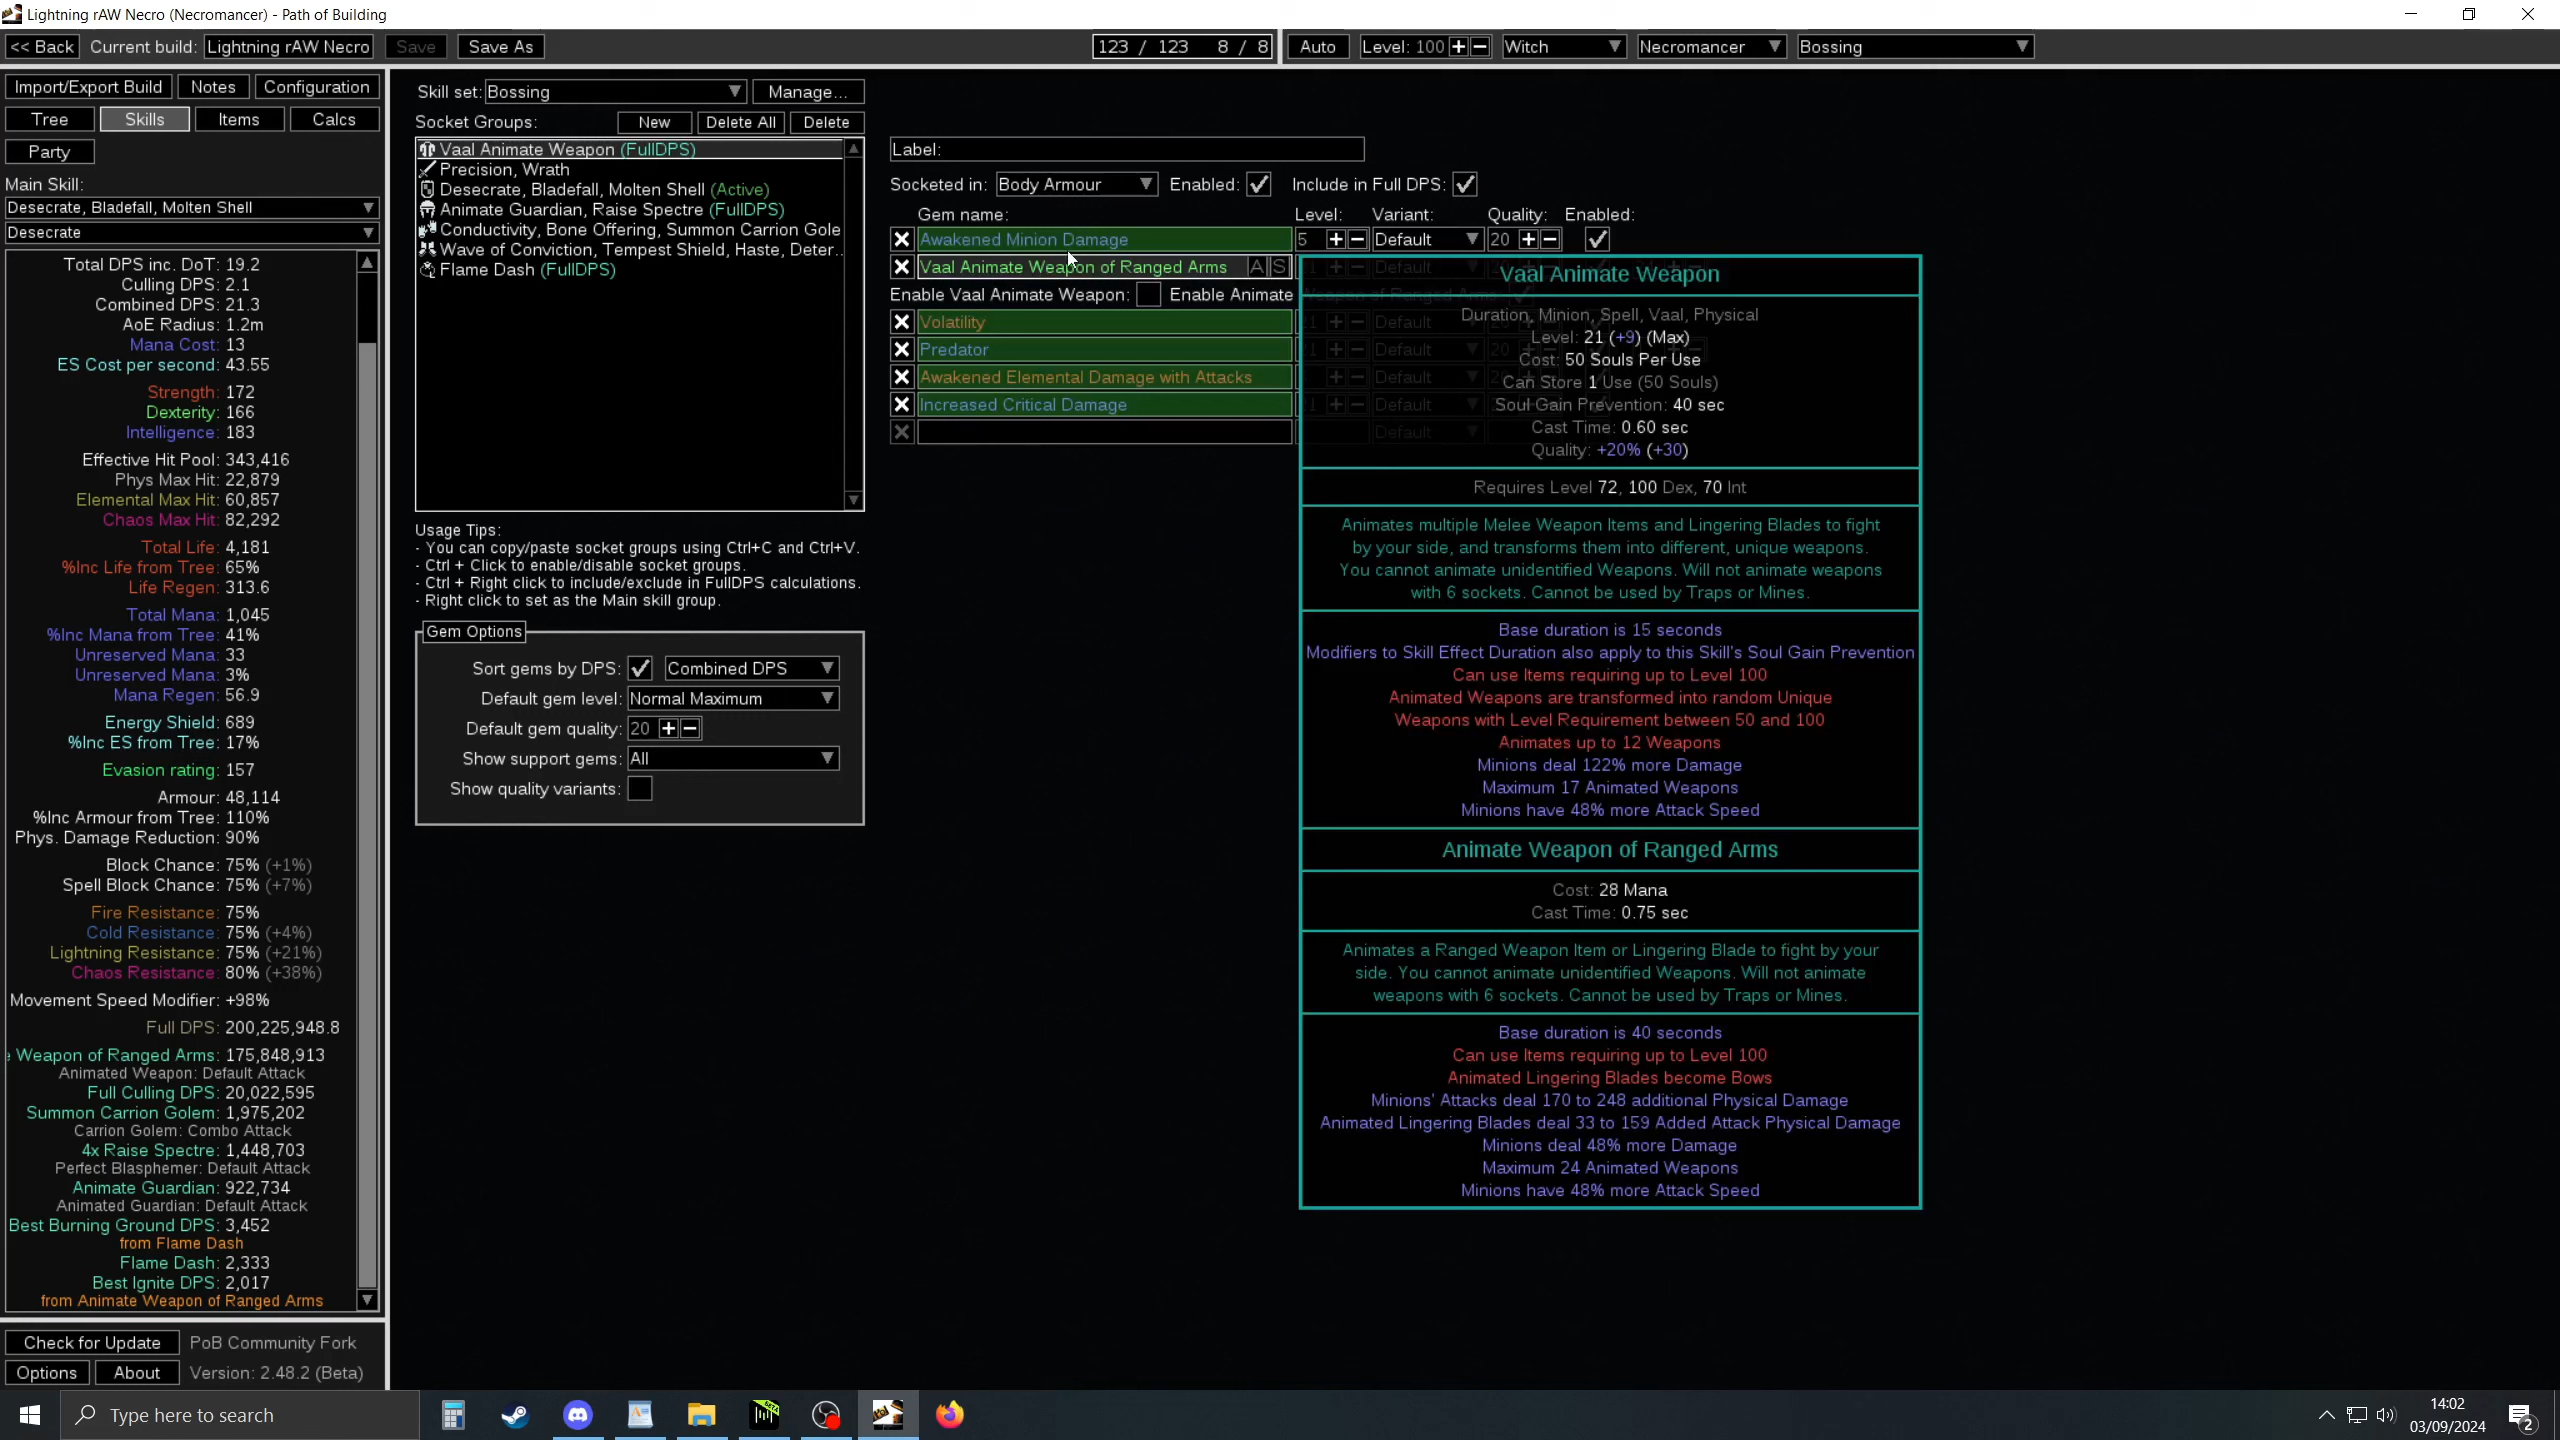 Lightning rAW Necro (Necromancer) - Path of Building
<< Back Current build: Lightning rAW Necro Save Save As 123 / 123 8 / 8 Auto Level: 100 Witch Necromancer Bossing
Import/Export Build Notes Configuration
Tree Skills Items Calcs
Party
Main Skill:
Desecrate, Bladefall, Molten Shell
Desecrate
Total DPS inc. DoT: 19.2
Culling DPS: 2.1
Combined DPS: 21.3
AoE Radius: 1.2m
Mana Cost: 13
ES Cost per second: 43.55
Strength: 172
Dexterity: 166
Intelligence: 183
Effective Hit Pool: 343,416
Phys Max Hit: 22,879
Elemental Max Hit: 60,857
Chaos Max Hit: 82,292
Total Life: 4,181
%Inc Life from Tree: 65%
Life Regen: 313.6
Total Mana: 1,045
%Inc Mana from Tree: 41%
Unreserved Mana: 33
Unreserved Mana: 3%
Mana Regen: 56.9
Energy Shield: 689
%Inc ES from Tree: 17%
Evasion rating: 157
Armour: 48,114
%Inc Armour from Tree: 110%
Phys. Damage Reduction: 90%
Block Chance: 75% (+1%)
Spell Block Chance: 75% (+7%)
Fire Resistance: 75%
Cold Resistance: 75% (+4%)
Lightning Resistance: 75% (+21%)
Chaos Resistance: 80% (+38%)
Movement Speed Modifier: +98%
Full DPS: 200,225,948.8
e Weapon of Ranged Arms: 175,848,913
Animated Weapon: Default Attack
Full Culling DPS: 20,022,595
Summon Carrion Golem: 1,975,202
Carrion Golem: Combo Attack
4x Raise Spectre: 1,448,703
Perfect Blasphemer: Default Attack
Animate Guardian: 922,734
Animated Guardian: Default Attack
Best Burning Ground DPS: 3,452
from Flame Dash
Flame Dash: 2,333
Best Ignite DPS: 2,017
from Animate Weapon of Ranged Arms
Check for Update PoB Community Fork
Options About Version: 2.48.2 (Beta)
Skill set: Bossing Manage...
Socket Groups: New Delete All Delete
Vaal Animate Weapon (FullDPS)
Precision, Wrath
Desecrate, Bladefall, Molten Shell (Active)
Animate Guardian, Raise Spectre (FullDPS)
Conductivity, Bone Offering, Summon Carrion Gole
Wave of Conviction, Tempest Shield, Haste, Deter...
Flame Dash (FullDPS)
Usage Tips:
- You can copy/paste socket groups using Ctrl+C and Ctrl+V.
- Ctrl + Click to enable/disable socket groups.
- Ctrl + Right click to include/exclude in FullDPS calculations.
- Right click to set as the Main skill group.
Gem Options
Sort gems by DPS: Combined DPS
Default gem level: Normal Maximum
Default gem quality: 20
Show support gems: All
Show quality variants:
Label:
Socketed in: Body Armour Enabled: Include in Full DPS:
Gem name: Level: Variant: Quality: Enabled:
Awakened Minion Damage 5 Default 20
Vaal Animate Weapon of Ranged Arms A S
Enable Vaal Animate Weapon: Enable Animate
Volatility Default
Predator Default
Awakened Elemental Damage with Attacks Default
Increased Critical Damage Default
Default
Vaal Animate Weapon
Duration, Minion, Spell, Vaal, Physical
Level: 21 (+9) (Max)
Cost: 50 Souls Per Use
Can Store 1 Use (50 Souls)
Soul Gain Prevention: 40 sec
Cast Time: 0.60 sec
Quality: +20% (+30)
Requires Level 72, 100 Dex, 70 Int
Animates multiple Melee Weapon Items and Lingering Blades to fight
by your side, and transforms them into different, unique weapons.
You cannot animate unidentified Weapons. Will not animate weapons
with 6 sockets. Cannot be used by Traps or Mines.
Base duration is 15 seconds
Modifiers to Skill Effect Duration also apply to this Skill's Soul Gain Prevention
Can use Items requiring up to Level 100
Animated Weapons are transformed into random Unique
Weapons with Level Requirement between 50 and 100
Animates up to 12 Weapons
Minions deal 122% more Damage
Maximum 17 Animated Weapons
Minions have 48% more Attack Speed
Animate Weapon of Ranged Arms
Cost: 28 Mana
Cast Time: 0.75 sec
Animates a Ranged Weapon Item or Lingering Blade to fight by your
side. You cannot animate unidentified Weapons. Will not animate
weapons with 6 sockets. Cannot be used by Traps or Mines.
Base duration is 40 seconds
Can use Items requiring up to Level 100
Animated Lingering Blades become Bows
Minions' Attacks deal 170 to 248 additional Physical Damage
Animated Lingering Blades deal 33 to 159 Added Attack Physical Damage
Minions deal 48% more Damage
Maximum 24 Animated Weapons
Minions have 48% more Attack Speed
Type here to search
14:02
03/09/2024
2